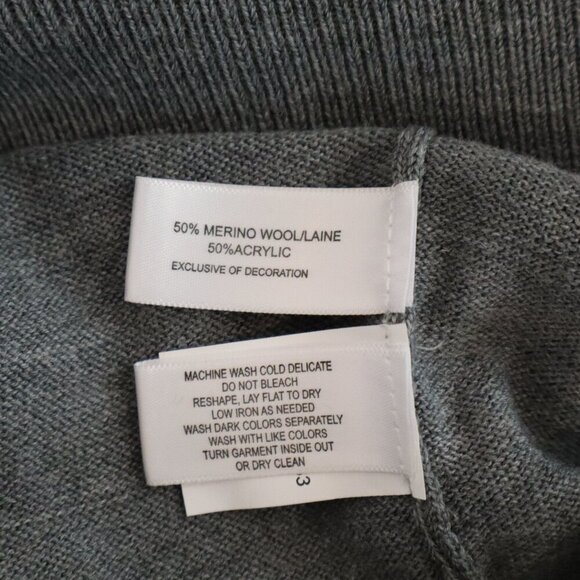 50% MERINO WOOL/LAINE
50%ACRYLIC
EXCLUSIVE OF DECORATION
MACHINE WASH COLD DELICATE
DO NOT BLEACH
RESHAPE, LAY FLAT TO DRY
LOW IRON AS NEEDED
WASH DARK COLORS SEPARATELY
WASH WITH LIKE COLORS
TURN GARMENT INSIDE OUT
OR DRY CLEAN